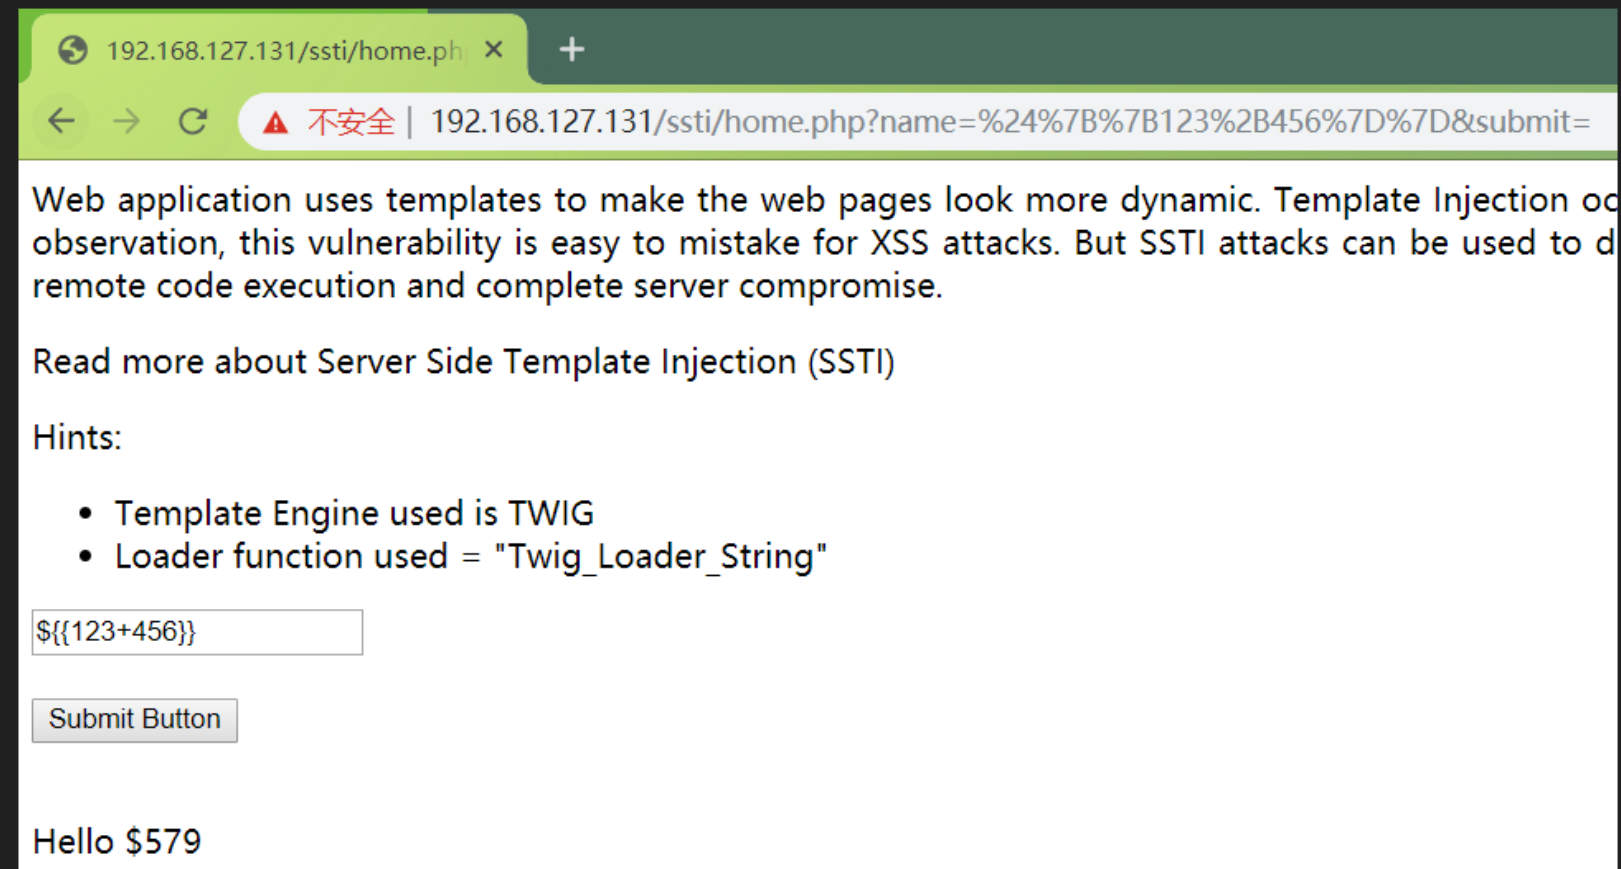 192.168.127.131/ssti/home.ph
不安全 | 192.168.127.131/ssti/home.php?name=%24%7B%7B123%2B456%7D%7D&submit=
Web application uses templates to make the web pages look more dynamic. Template Injection oc
observation, this vulnerability is easy to mistake for XSS attacks. But SSTI attacks can be used to d
remote code execution and complete server compromise.
Read more about Server Side Template Injection (SSTI)
Hints:
• Template Engine used is TWIG
• Loader function used = "Twig_Loader_String"
${{123+456}}
Submit Button
Hello $579